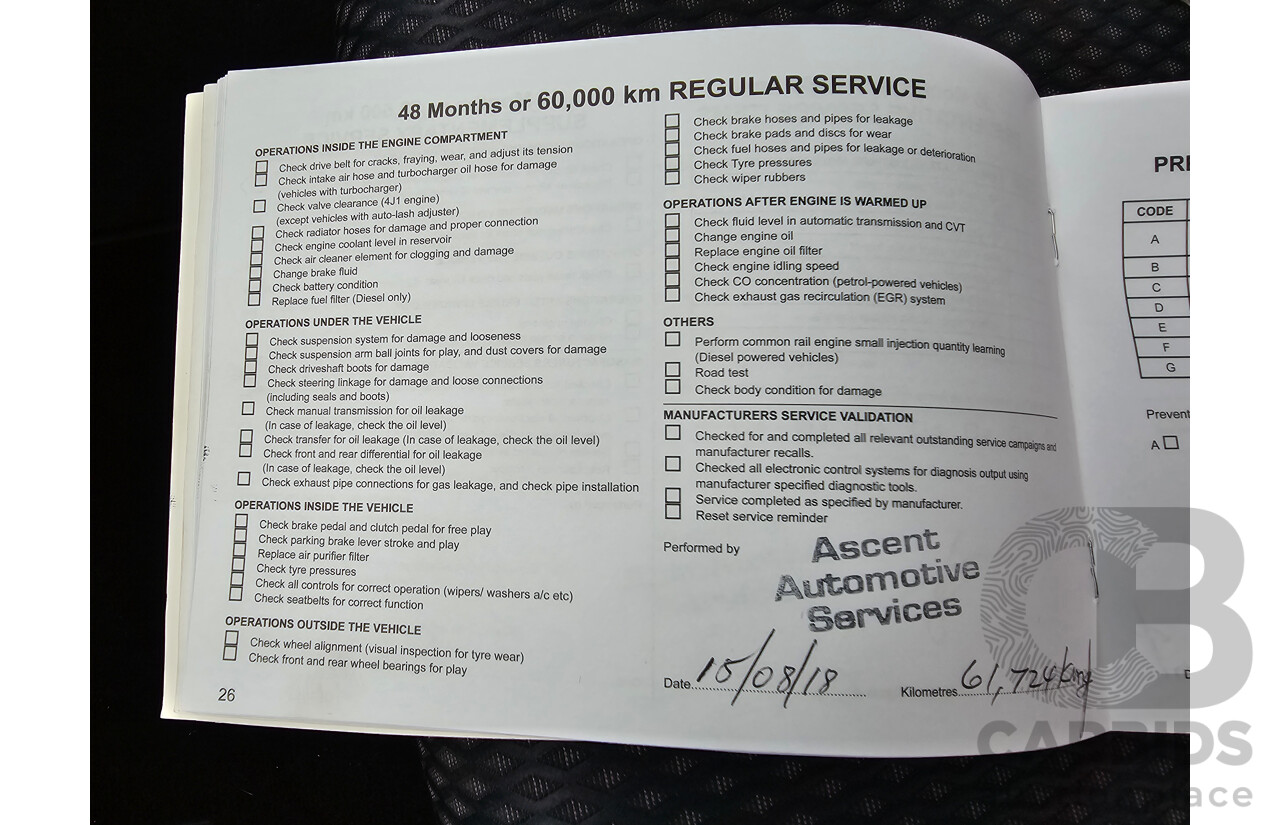 48 Months or 60,000 km REGULAR SERVICE
OPERATIONS INSIDE THE ENGINE COMPARTMENT
Check drive belt for cracks, fraying, wear, and adjust its tension
Check intake air hose and turbocharger oil hose for damage
(vehicles with turbocharger)
Check valve clearance (4J1 engine)
(except vehicles with auto-lash adjuster)
Check radiator hoses for damage and proper connection
Check engine coolant level in reservoir
Check air cleaner element for clogging and damage
Change brake fluid
Check battery condition
Replace fuel filter (Diesel only)
OPERATIONS UNDER THE VEHICLE
Check suspension system for damage and looseness
Check suspension arm ball joints for play, and dust covers for damage
Check driveshaft boots for damage
Check steering linkage for damage and loose connections
(including seals and boots)
Check manual transmission for oil leakage
(In case of leakage, check the oil level)
Check transfer for oil leakage (In case of leakage, check the oil level)
Check front and rear differential for oil leakage
(In case of leakage, check the oil level)
Check exhaust pipe connections for gas leakage, and check pipe installation
OPERATIONS INSIDE THE VEHICLE
Check brake pedal and clutch pedal for free play
Check parking brake lever stroke and play
Replace air purifier filter
Check tyre pressures
Check all controls for correct operation (wipers/ washers a/c etc)
Check seatbelts for correct function
OPERATIONS OUTSIDE THE VEHICLE
Check wheel alignment (visual inspection for tyre wear)
Check front and rear wheel bearings for play
26
Check brake hoses and pipes for leakage
Check brake pads and discs for wear
Check fuel hoses and pipes for leakage or deterioration
Check Tyre pressures
Check wiper rubbers
OPERATIONS AFTER ENGINE IS WARMED UP
Check fluid level in automatic transmission and CVT
Change engine oil
Replace engine oil filter
Check engine idling speed
Check CO concentration (petrol-powered vehicles)
Check exhaust gas recirculation (EGR) system
OTHERS
Perform common rail engine small injection quantity learning
(Diesel powered vehicles)
Road test
Check body condition for damage
MANUFACTURERS SERVICE VALIDATION
Checked for and completed all relevant outstanding service campaigns and
manufacturer recalls.
Checked all electronic control systems for diagnosis output using
manufacturer specified diagnostic tools.
Service completed as specified by manufacturer.
Reset service reminder
Performed by
Ascent
Automotive
Services
Date 15/08/18
Kilometres 61,724 kms
CODE
A
B
C
D
E
F
G
Prevent
A
CB
CARBIDS